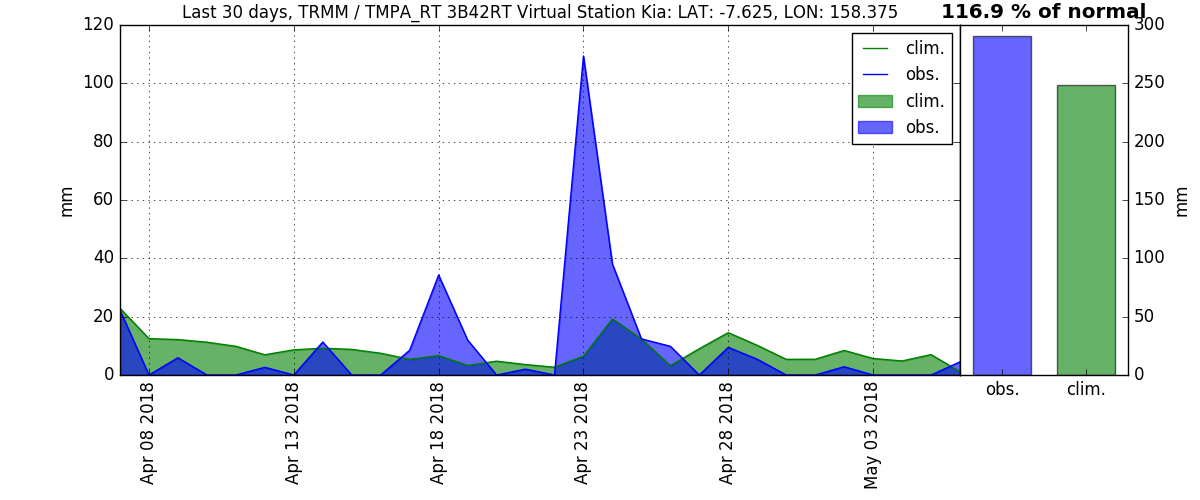 Last 30 days, TRMM / TMPA_RT 3B42RT Virtual Station Kia: LAT: -7.625, LON: 158.375
116.9 % of normal
120
100
80
60
40
20
0
mm
clim.
obs.
clim.
obs.
Apr 08 2018
Apr 13 2018
Apr 18 2018
Apr 23 2018
Apr 28 2018
May 03 2018
300
250
200
150
100
50
0
mm
obs.
clim.